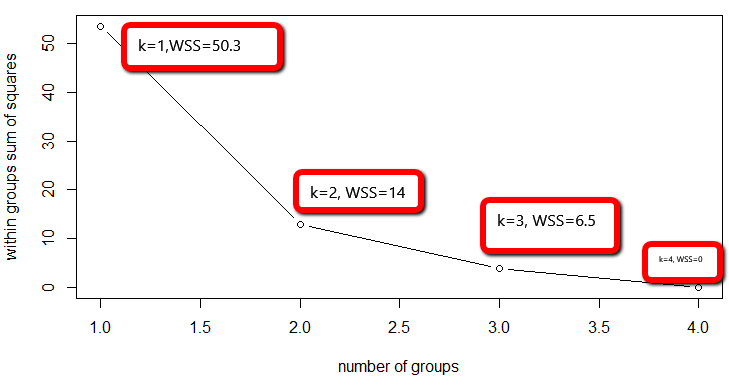 k=1,WSS=50.3
k=2, WSS=14
k=3, WSS=6.5
k=4, WSS=0
within groups sum of squares
50
40
30
20
10
0
1.0 1.5 2.0 2.5 3.0 3.5 4.0
number of groups